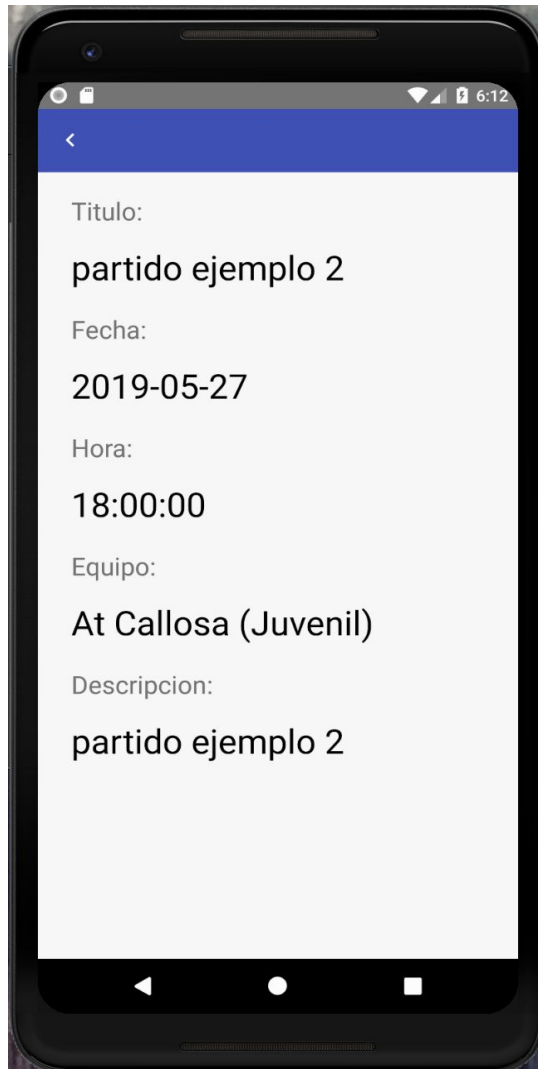 6:12
Titulo:
partido ejemplo 2
Fecha:
2019-05-27
Hora:
18:00:00
Equipo:
At Callosa (Juvenil)
Descripcion:
partido ejemplo 2